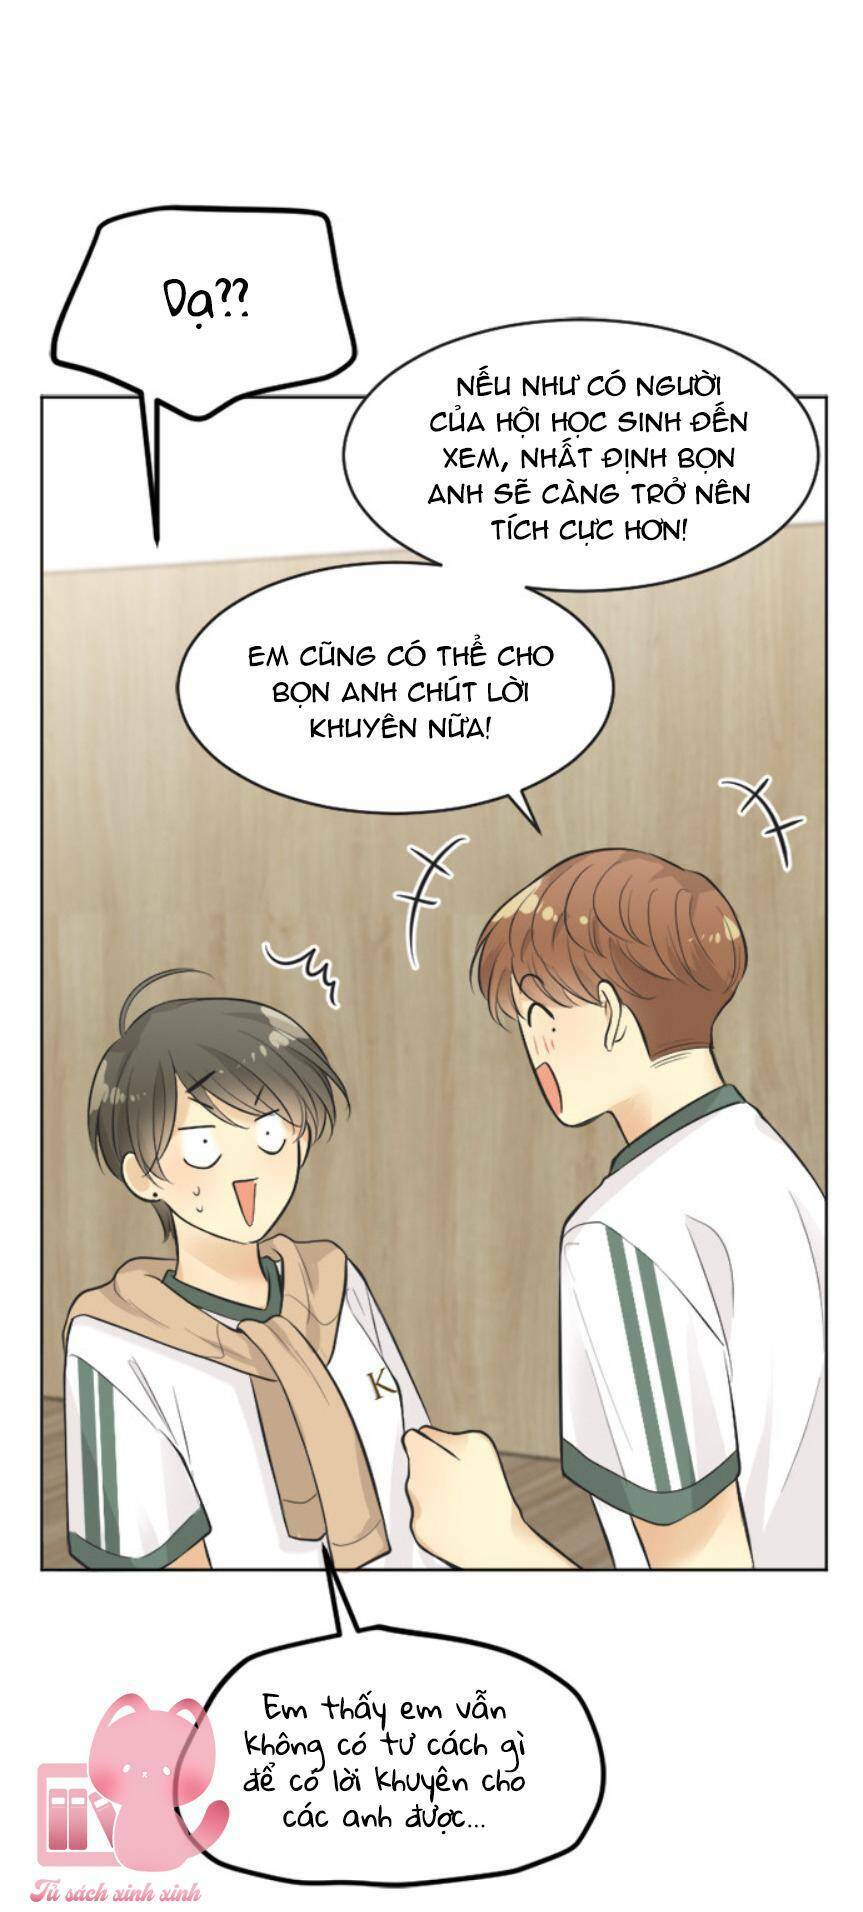 Dạ??
NẾU NHƯ CÓ NGƯỜI
CỦA HỘI HỌC SINH ĐẾN
XEM, NHẤT ĐỊNH BỌN
ANH SẼ CÀNG TRỞ NÊN
TÍCH CỰC HƠN!
EM CŨNG CÓ THỂ CHO
BỌN ANH CHÚT LỜI
KHUYÊN NỮA!
K
Em thấy em vẫn
không có tư cách gì
để có lời khuyên cho
các anh được...
Tủ sách xinh xinh